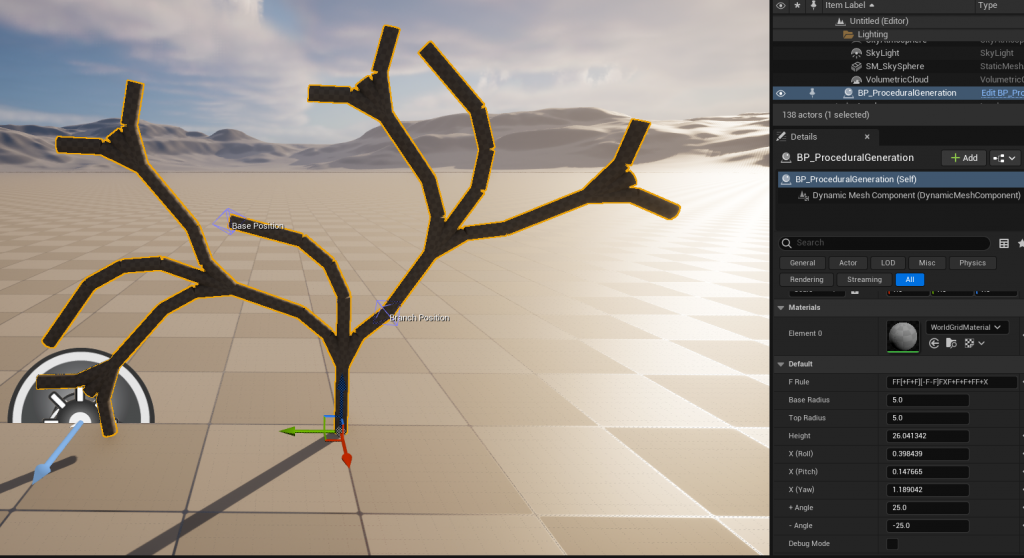 Item Label
Type
Untitled (Editor)
Lighting
SkyLight
SkyLight
SM_SkySphere
StaticMesh
VolumetricCloud
Volumetric
BP_ProceduralGeneration
Edit BP_Pro
138 actors (1 selected)
Details
BP_ProceduralGeneration
+ Add
BP_ProceduralGeneration (Self)
Dynamic Mesh Component (DynamicMeshComponent)
Search
General
Actor
LOD
Misc
Physics
Rendering
Streaming
All
Materials
Element 0
WorldGridMaterial
Default
F Rule
FF[+F+F][-F-F]FXF+F+F+FF+X
Base Radius
5.0
Top Radius
5.0
Height
26.041342
X (Roll)
0.398439
X (Pitch)
0.147665
X (Yaw)
1.189042
+ Angle
25.0
- Angle
-25.0
Debug Mode
Base Position
Branch Position